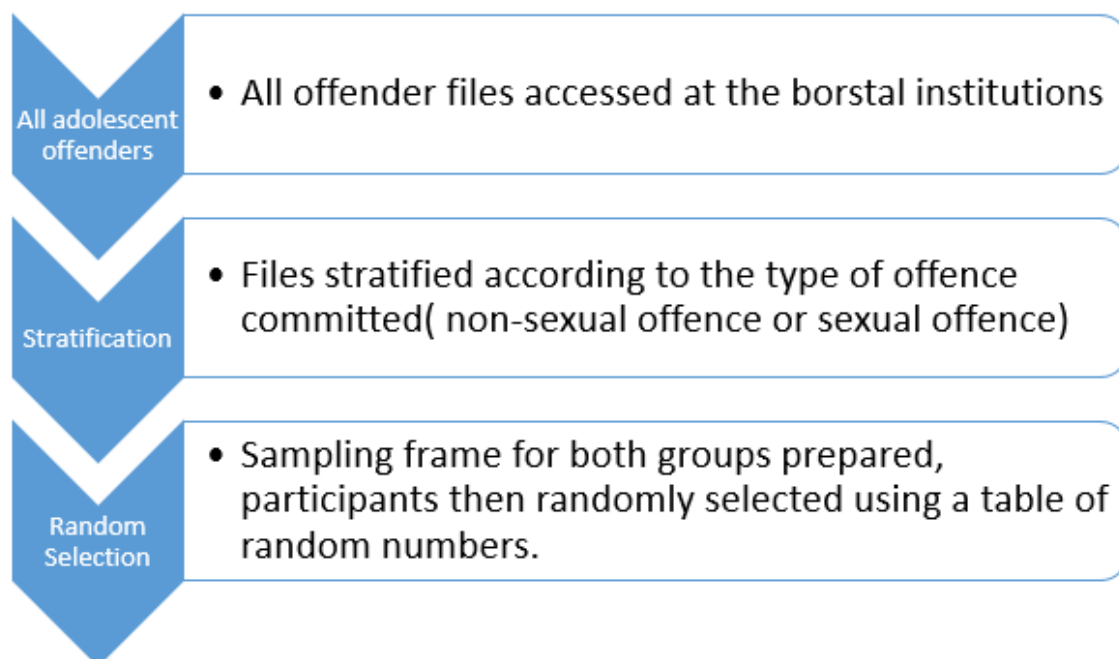 All adolescent
offenders
• All offender files accessed at the borstal institutions
Stratification
• Files stratified according to the type of offence
committed( non-sexual offence or sexual offence)
Random
Selection
• Sampling frame for both groups prepared,
participants then randomly selected using a table of
random numbers.